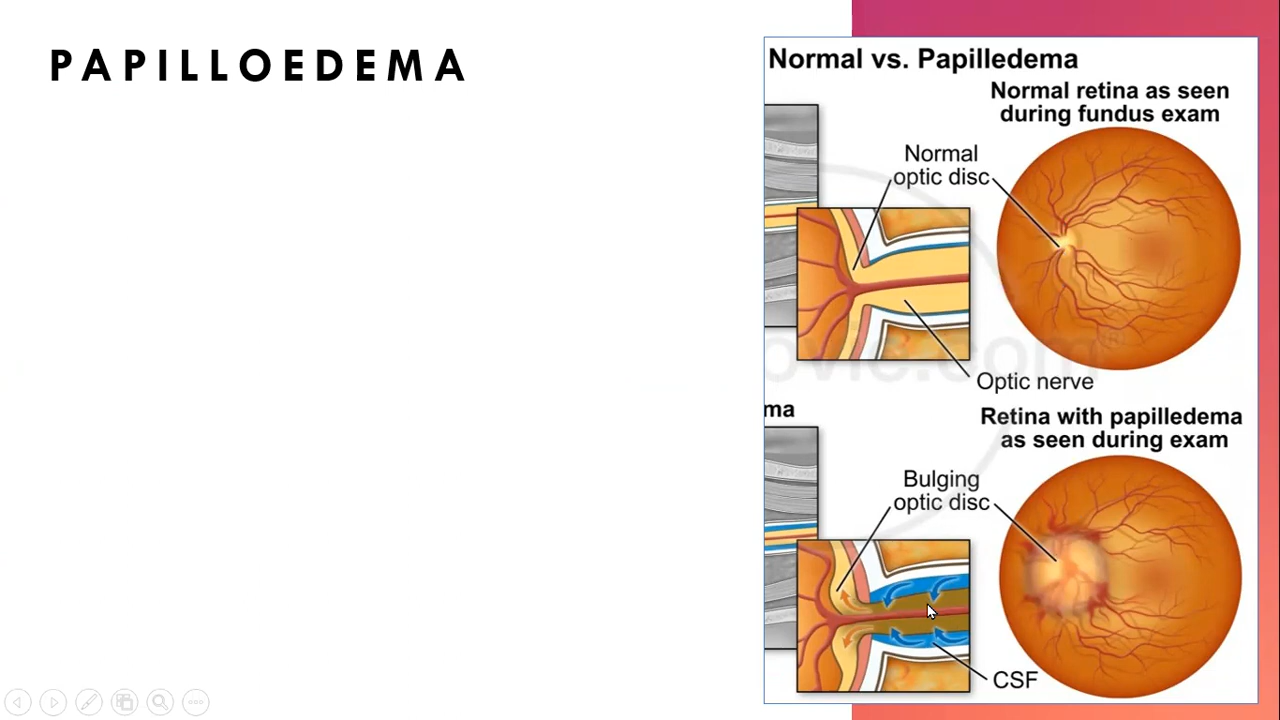 PAPILLOEDEMA
Normal vs. Papilledema
Normal retina as seen
during fundus exam
Normal
optic disc
Optic nerve
ma
Retina with papilledema
as seen during exam
Bulging
optic disc
CSF